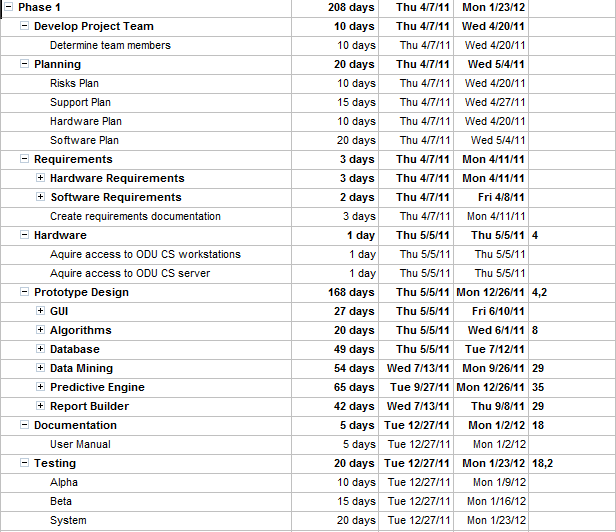 Phase 1 208 days Thu 4/7/11 Mon 1/23/12
Develop Project Team 10 days Thu 4/7/11 Wed 4/20/11
Determine team members 10 days Thu 4/7/11 Wed 4/20/11
Planning 20 days Thu 4/7/11 Wed 5/4/11
Risks Plan 10 days Thu 4/7/11 Wed 4/20/11
Support Plan 15 days Thu 4/7/11 Wed 4/27/11
Hardware Plan 10 days Thu 4/7/11 Wed 4/20/11
Software Plan 20 days Thu 4/7/11 Wed 5/4/11
Requirements 3 days Thu 4/7/11 Mon 4/11/11
Hardware Requirements 3 days Thu 4/7/11 Mon 4/11/11
Software Requirements 2 days Thu 4/7/11 Fri 4/8/11
Create requirements documentation 3 days Thu 4/7/11 Mon 4/11/11
Hardware 1 day Thu 5/5/11 Thu 5/5/11 4
Aquire access to ODU CS workstations 1 day Thu 5/5/11 Thu 5/5/11
Aquire access to ODU CS server 1 day Thu 5/5/11 Thu 5/5/11
Prototype Design 168 days Thu 5/5/11 Mon 12/26/11 4,2
GUI 27 days Thu 5/5/11 Fri 6/10/11
Algorithms 20 days Thu 5/5/11 Wed 6/1/11 8
Database 49 days Thu 5/5/11 Tue 7/12/11
Data Mining 54 days Wed 7/13/11 Mon 9/26/11 29
Predictive Engine 65 days Tue 9/27/11 Mon 12/26/11 35
Report Builder 42 days Wed 7/13/11 Thu 9/8/11 29
Documentation 5 days Tue 12/27/11 Mon 1/2/12 18
User Manual 5 days Tue 12/27/11 Mon 1/2/12
Testing 20 days Tue 12/27/11 Mon 1/23/12 18,2
Alpha 10 days Tue 12/27/11 Mon 1/9/12
Beta 15 days Tue 12/27/11 Mon 1/16/12
System 20 days Tue 12/27/11 Mon 1/23/12